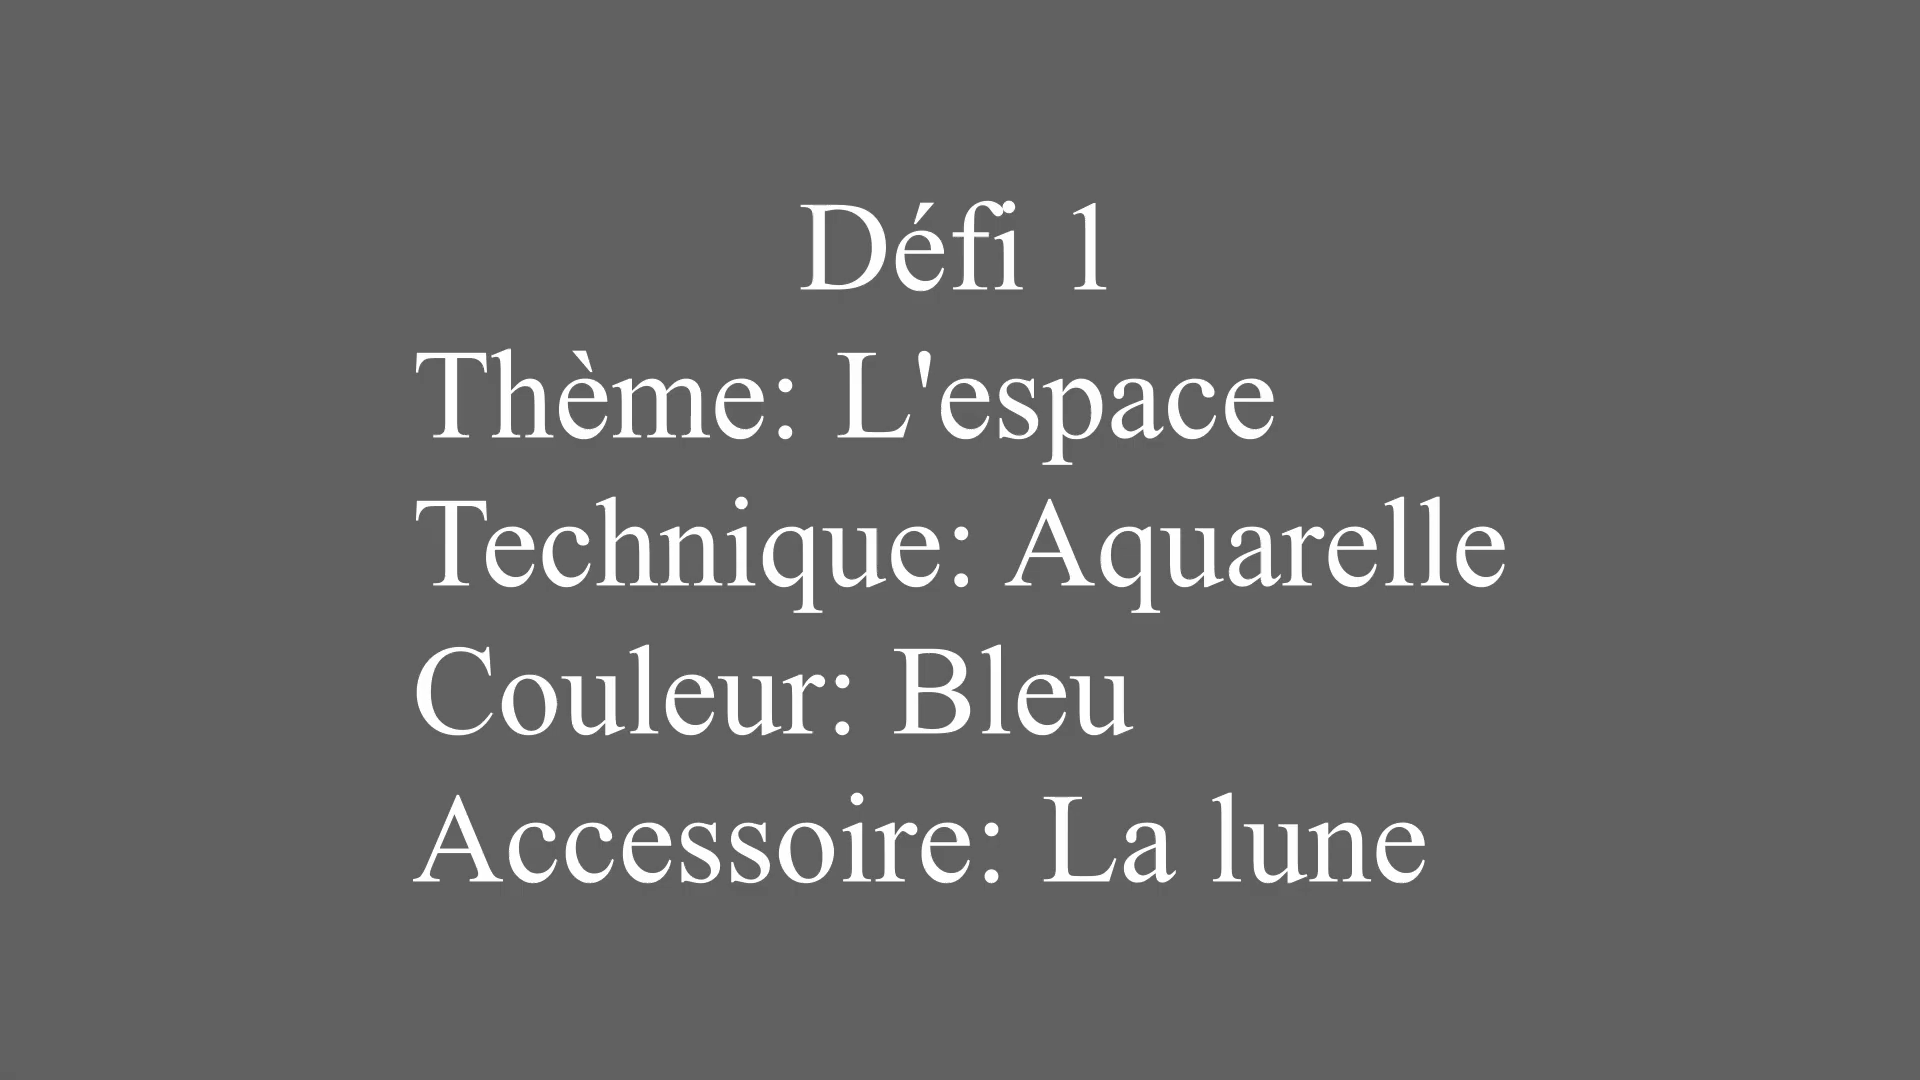 Défi 1
Thème: L'espace
Technique: Aquarelle
Couleur: Bleu
Accessoire: La lune